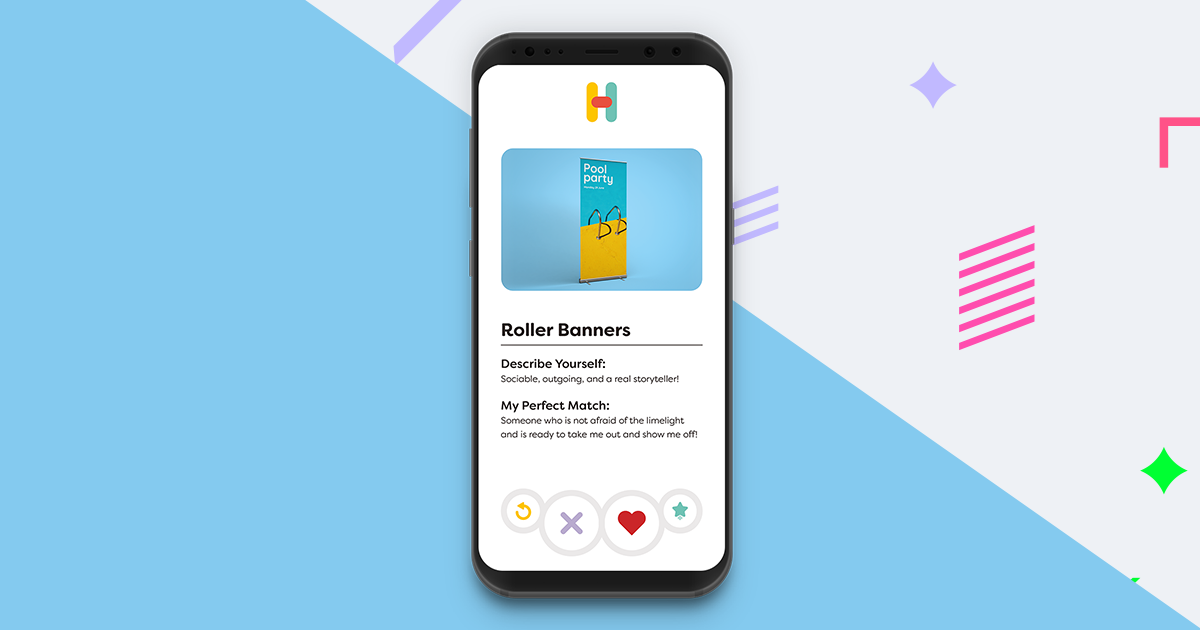 Pool
party
Roller Banners
Describe Yourself:
Sociable, outgoing, and a real storyteller!
My Perfect Match:
Someone who is not afraid of the limelight
and is ready to take me out and show me off!